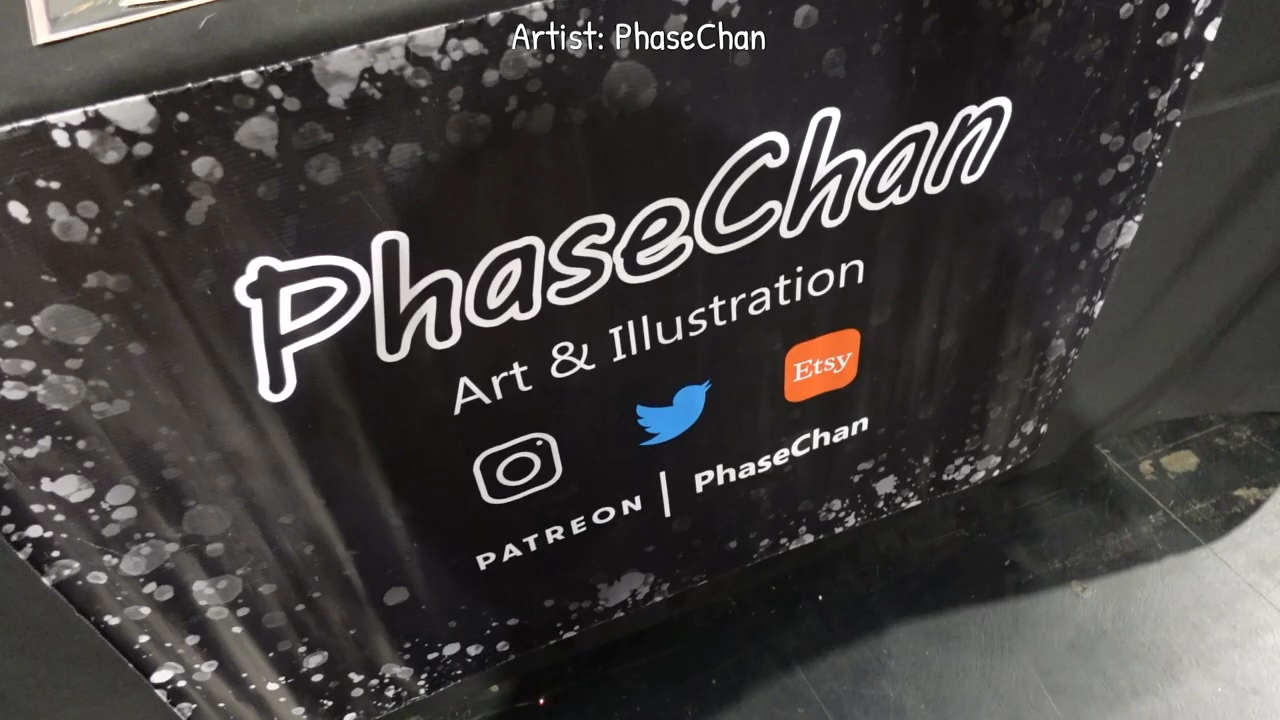 Artist: PhaseChan
PhaseChan
Art & Illustration
Etsy
PATREON | PhaseChan